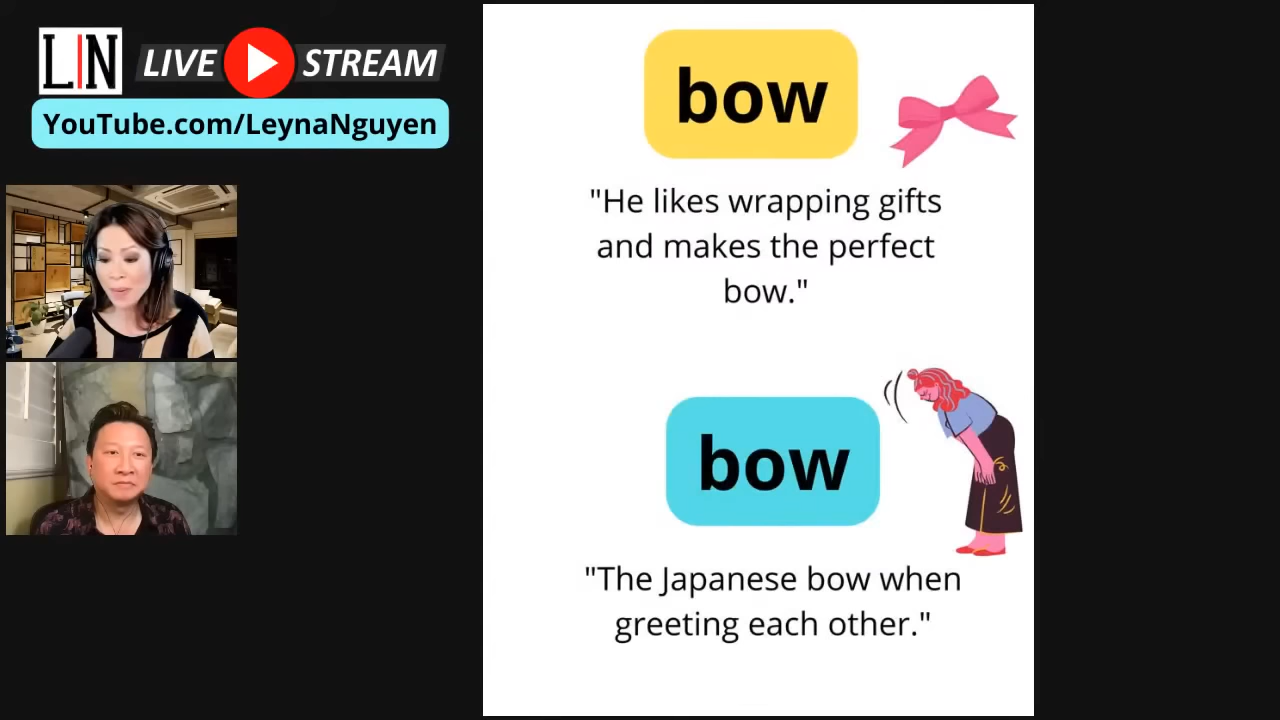 LIN
LIVE STREAM
YouTube.com/LeynaNguyen
bow
"He likes wrapping gifts
and makes the perfect
bow."
bow
"The Japanese bow when
greeting each other."